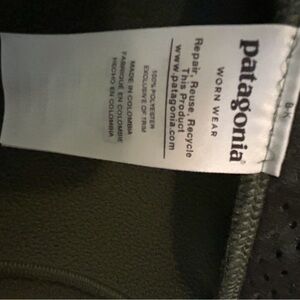 patagonia®
WORN WEAR
Repair, Reuse, Recycle
This Product
www.patagonia.com
100% POLYESTER
EXCLUSIVE OF TRIM
MADE IN COLOMBIA
FABRIQUÉ EN COLOMBIE
HECHO EN COLOMBIA